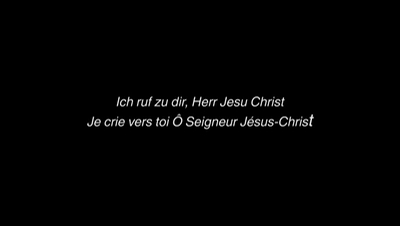 Ich ruf zu dir, Herr Jesu Christ
Je crie vers toi Ô Seigneur Jésus-Christ